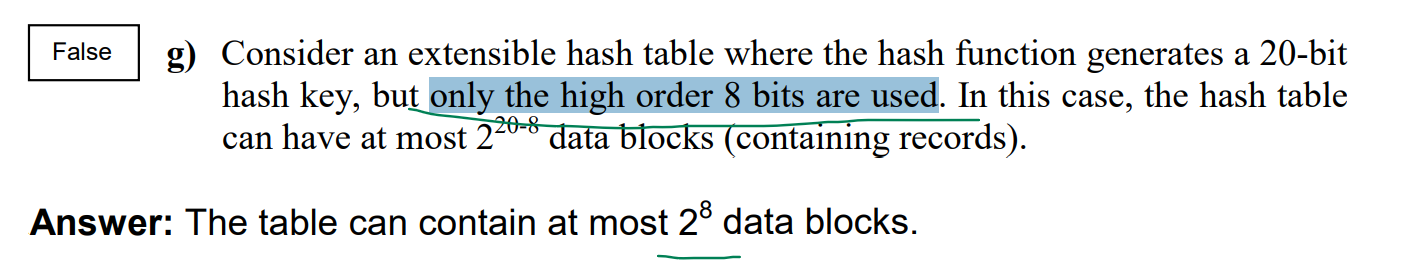 False g) Consider an extensible hash table where the hash function generates a 20-bit
hash key, but only the high order 8 bits are used. In this case, the hash table
can have at most 2^20-8 data blocks (containing records).
Answer: The table can contain at most 2^8 data blocks.